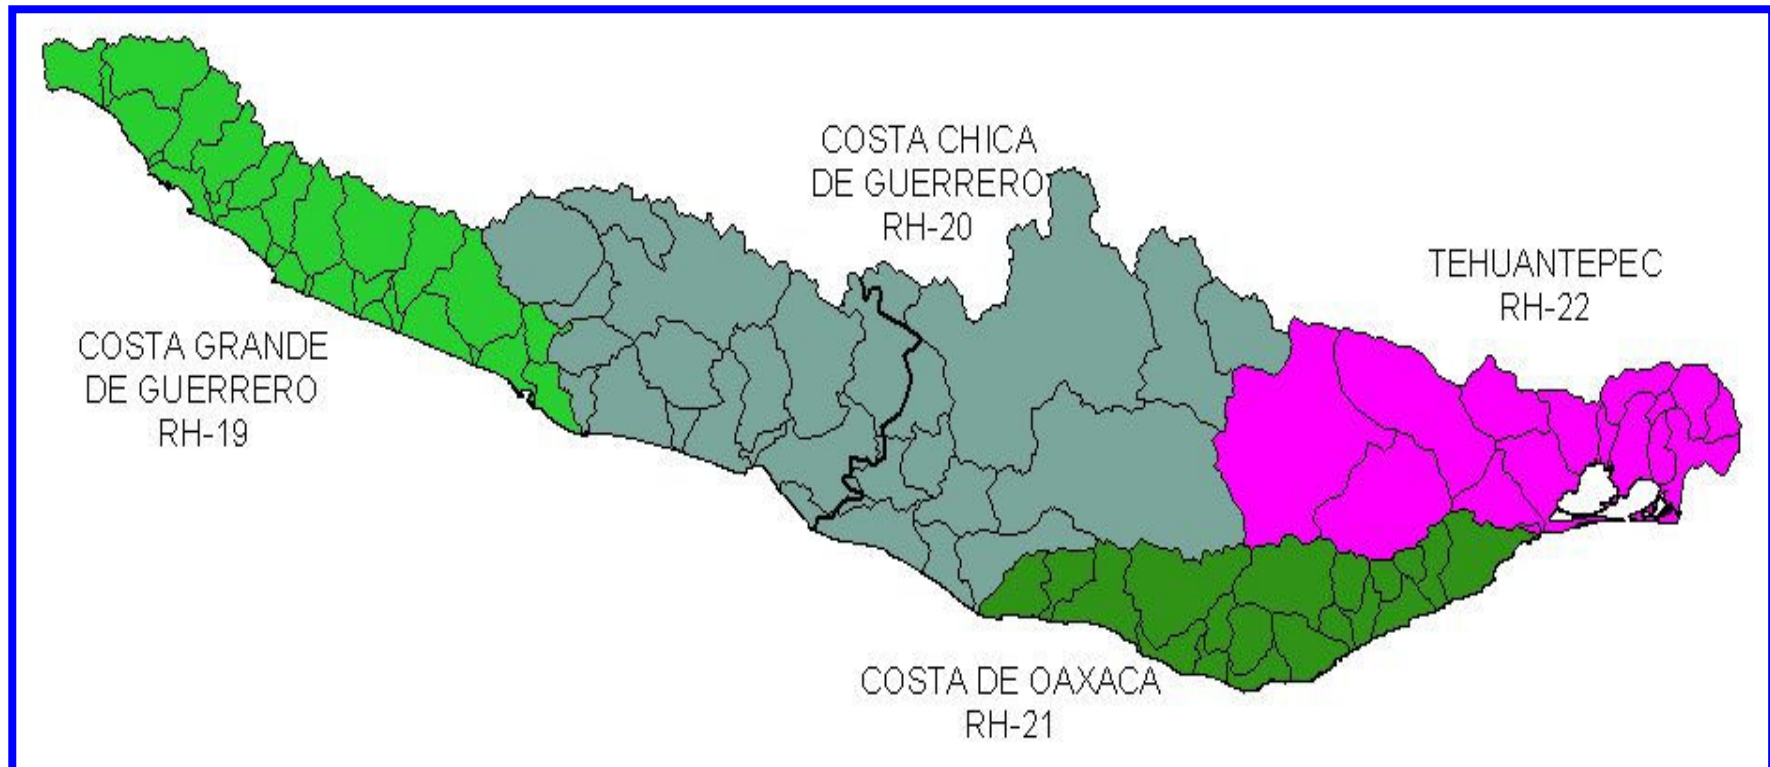 COSTA CHICA
DE GUERRERO
RH-20
TEHUANTEPEC
RH-22
COSTA GRANDE
DE GUERRERO
RH-19
COSTA DE OAXACA
RH-21